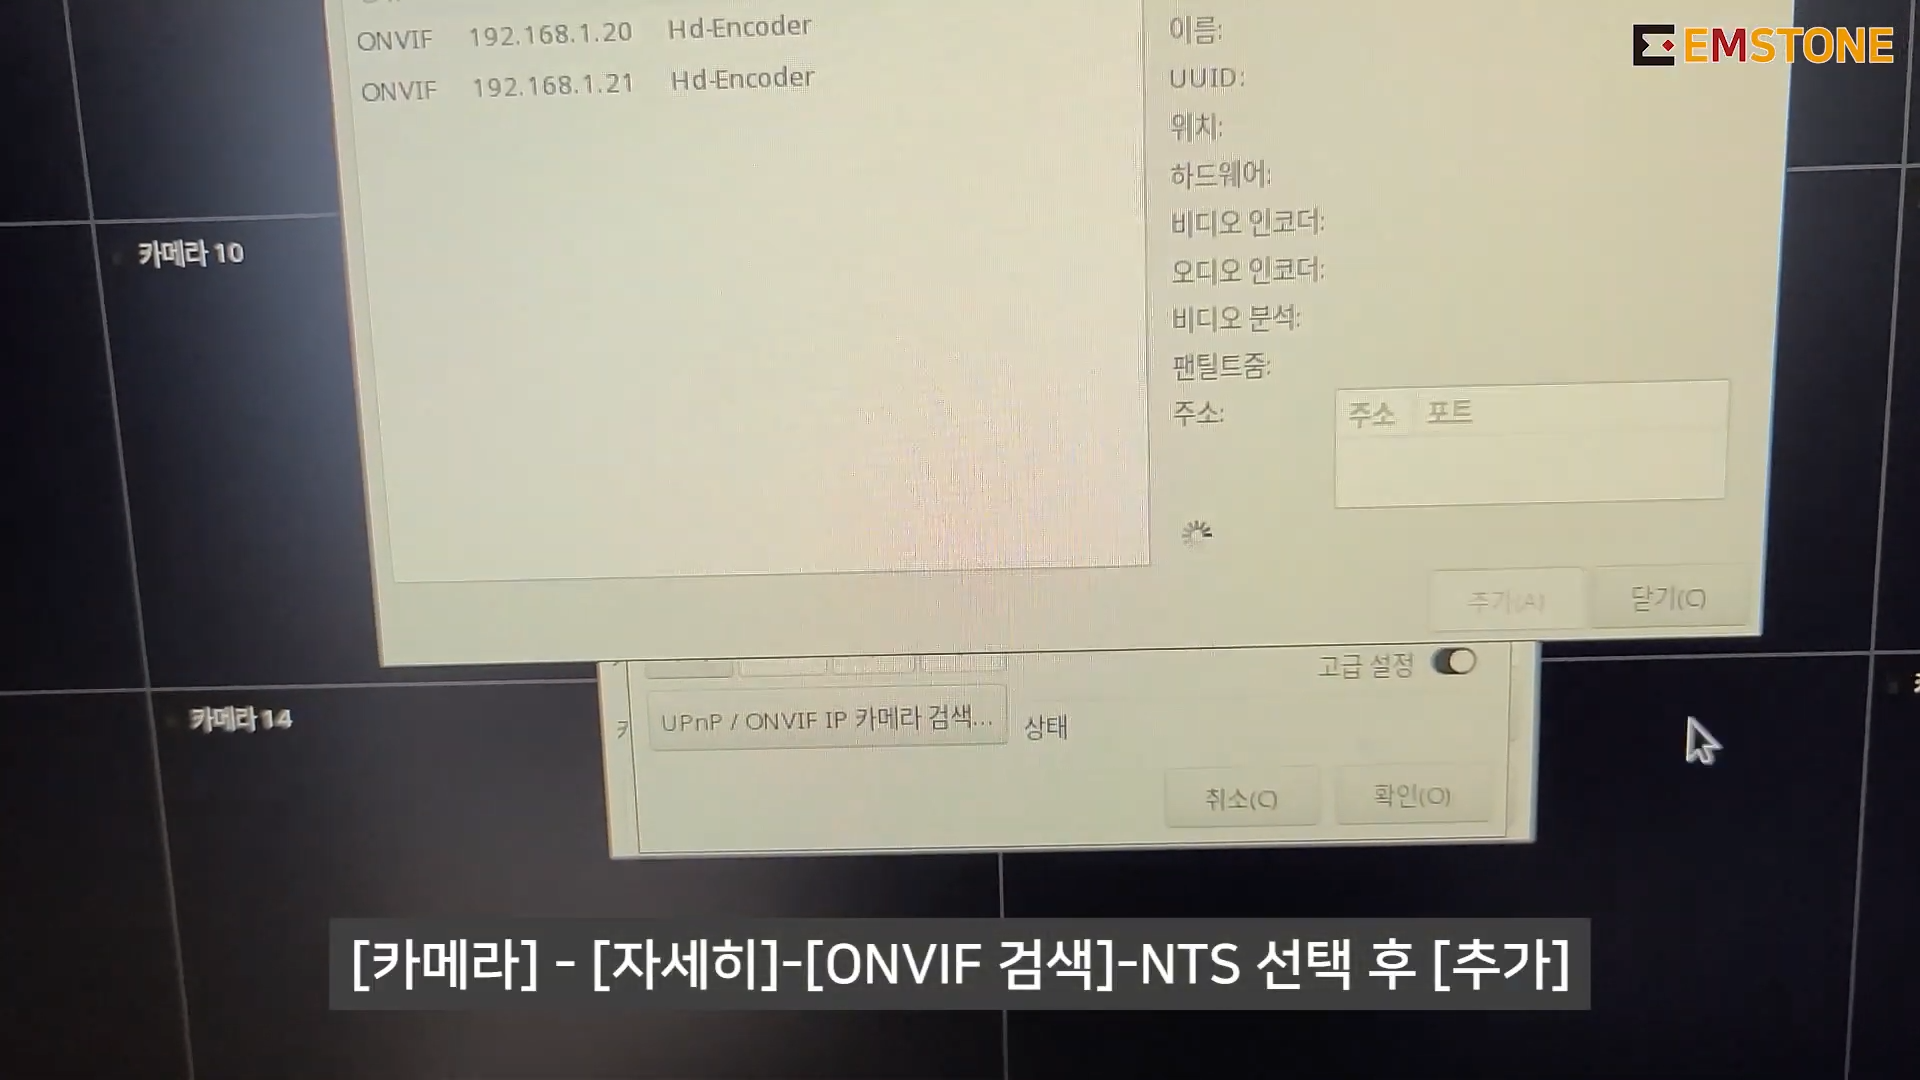 EMSTONE
ONVIF 192.168.1.20 Hd-Encoder
ONVIF 192.168.1.21 Hd-Encoder
이름:
UUID:
위치:
하드웨어:
비디오 인코더:
오디오 인코더:
비디오 분석:
팬틸트줌:
주소:
주소 포트
추가(A) 닫기(C)
카메라 10
카메라 14
고급 설정
UPnP / ONVIF IP 카메라 검색... 상태
취소(C) 확인(O)
[카메라] - [자세히]-[ONVIF 검색]-NTS 선택 후 [추가]